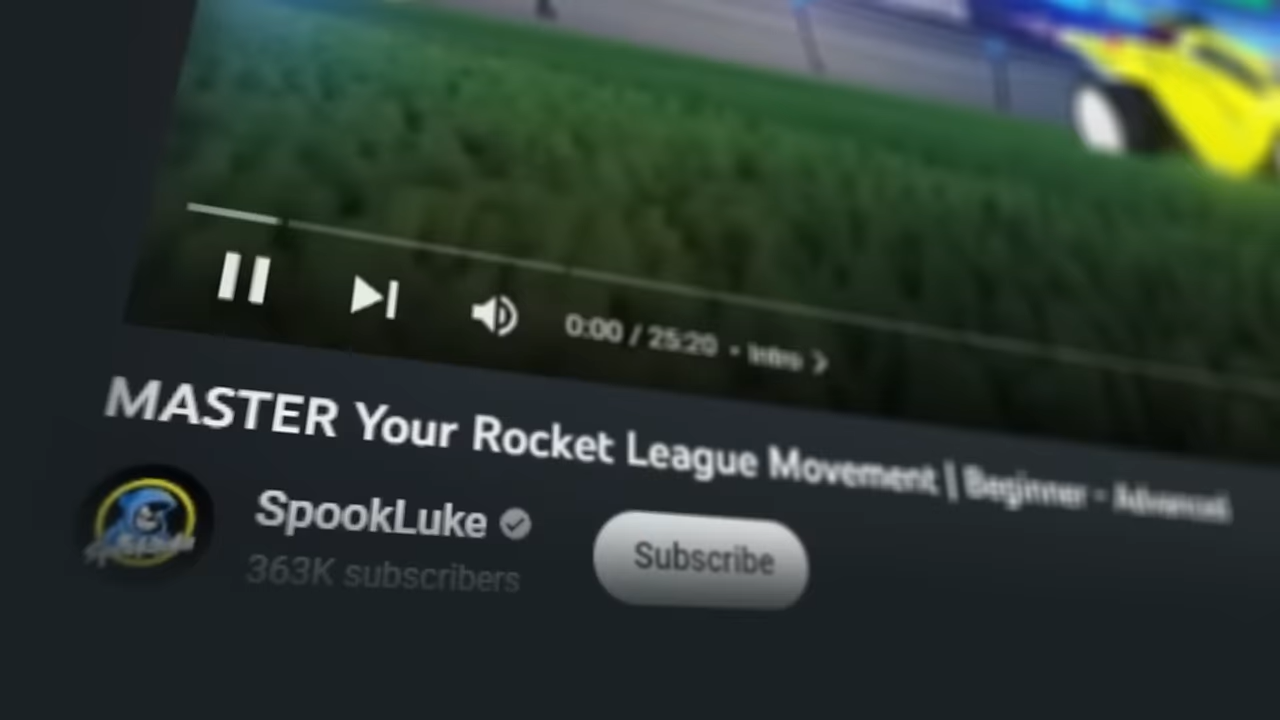 0:00 / 25:20 • Intro >
MASTER Your Rocket League Movement | Beginner - Advanced
SpookLuke
363K subscribers
Subscribe